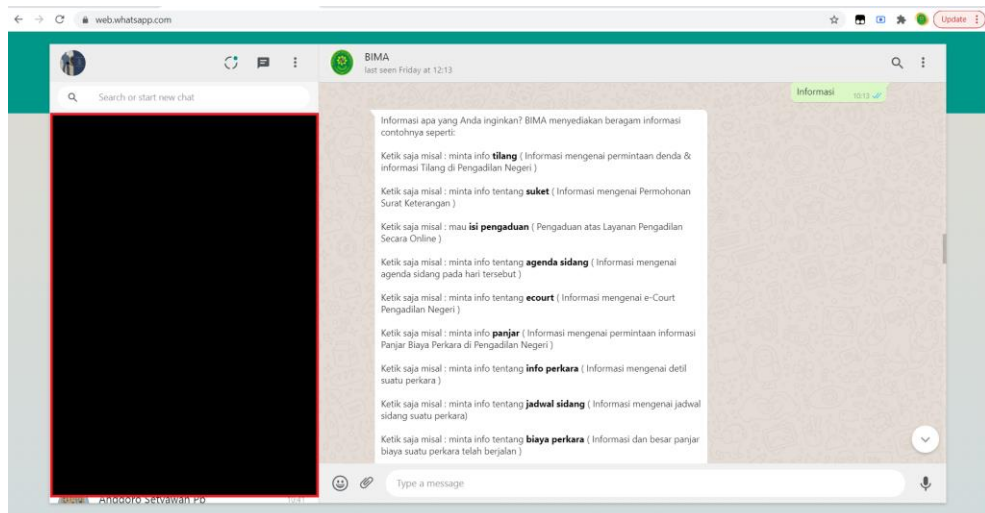 web.whatsapp.com
Update
BIMA
last seen Friday at 12:13
Search or start new chat
Informasi 10:13
Informasi apa yang Anda inginkan? BIMA menyediakan beragam informasi
contohnya seperti:
Ketik saja misal : minta info tilang ( Informasi mengenai permintaan denda &
informasi Tilang di Pengadilan Negeri )
Ketik saja misal : minta info tentang suket ( Informasi mengenai Permohonan
Surat Keterangan )
Ketik saja misal : mau isi pengaduan ( Pengaduan atas Layanan Pengadilan
Secara Online )
Ketik saja misal : minta info tentang agenda sidang ( Informasi mengenai
agenda sidang pada hari tersebut )
Ketik saja misal : minta info tentang ecourt ( Informasi mengenai e-Court
Pengadilan Negeri )
Ketik saja misal : minta info panjar ( Informasi mengenai permintaan informasi
Panjar Biaya Perkara di Pengadilan Negeri )
Ketik saja misal : minta info tentang info perkara ( Informasi mengenai detil
suatu perkara )
Ketik saja misal : minta info tentang jadwal sidang ( Informasi mengenai jadwal
sidang suatu perkara)
Ketik saja misal : minta info tentang biaya perkara ( Informasi dan besar panjar
biaya suatu perkara telah berjalan )
Type a message